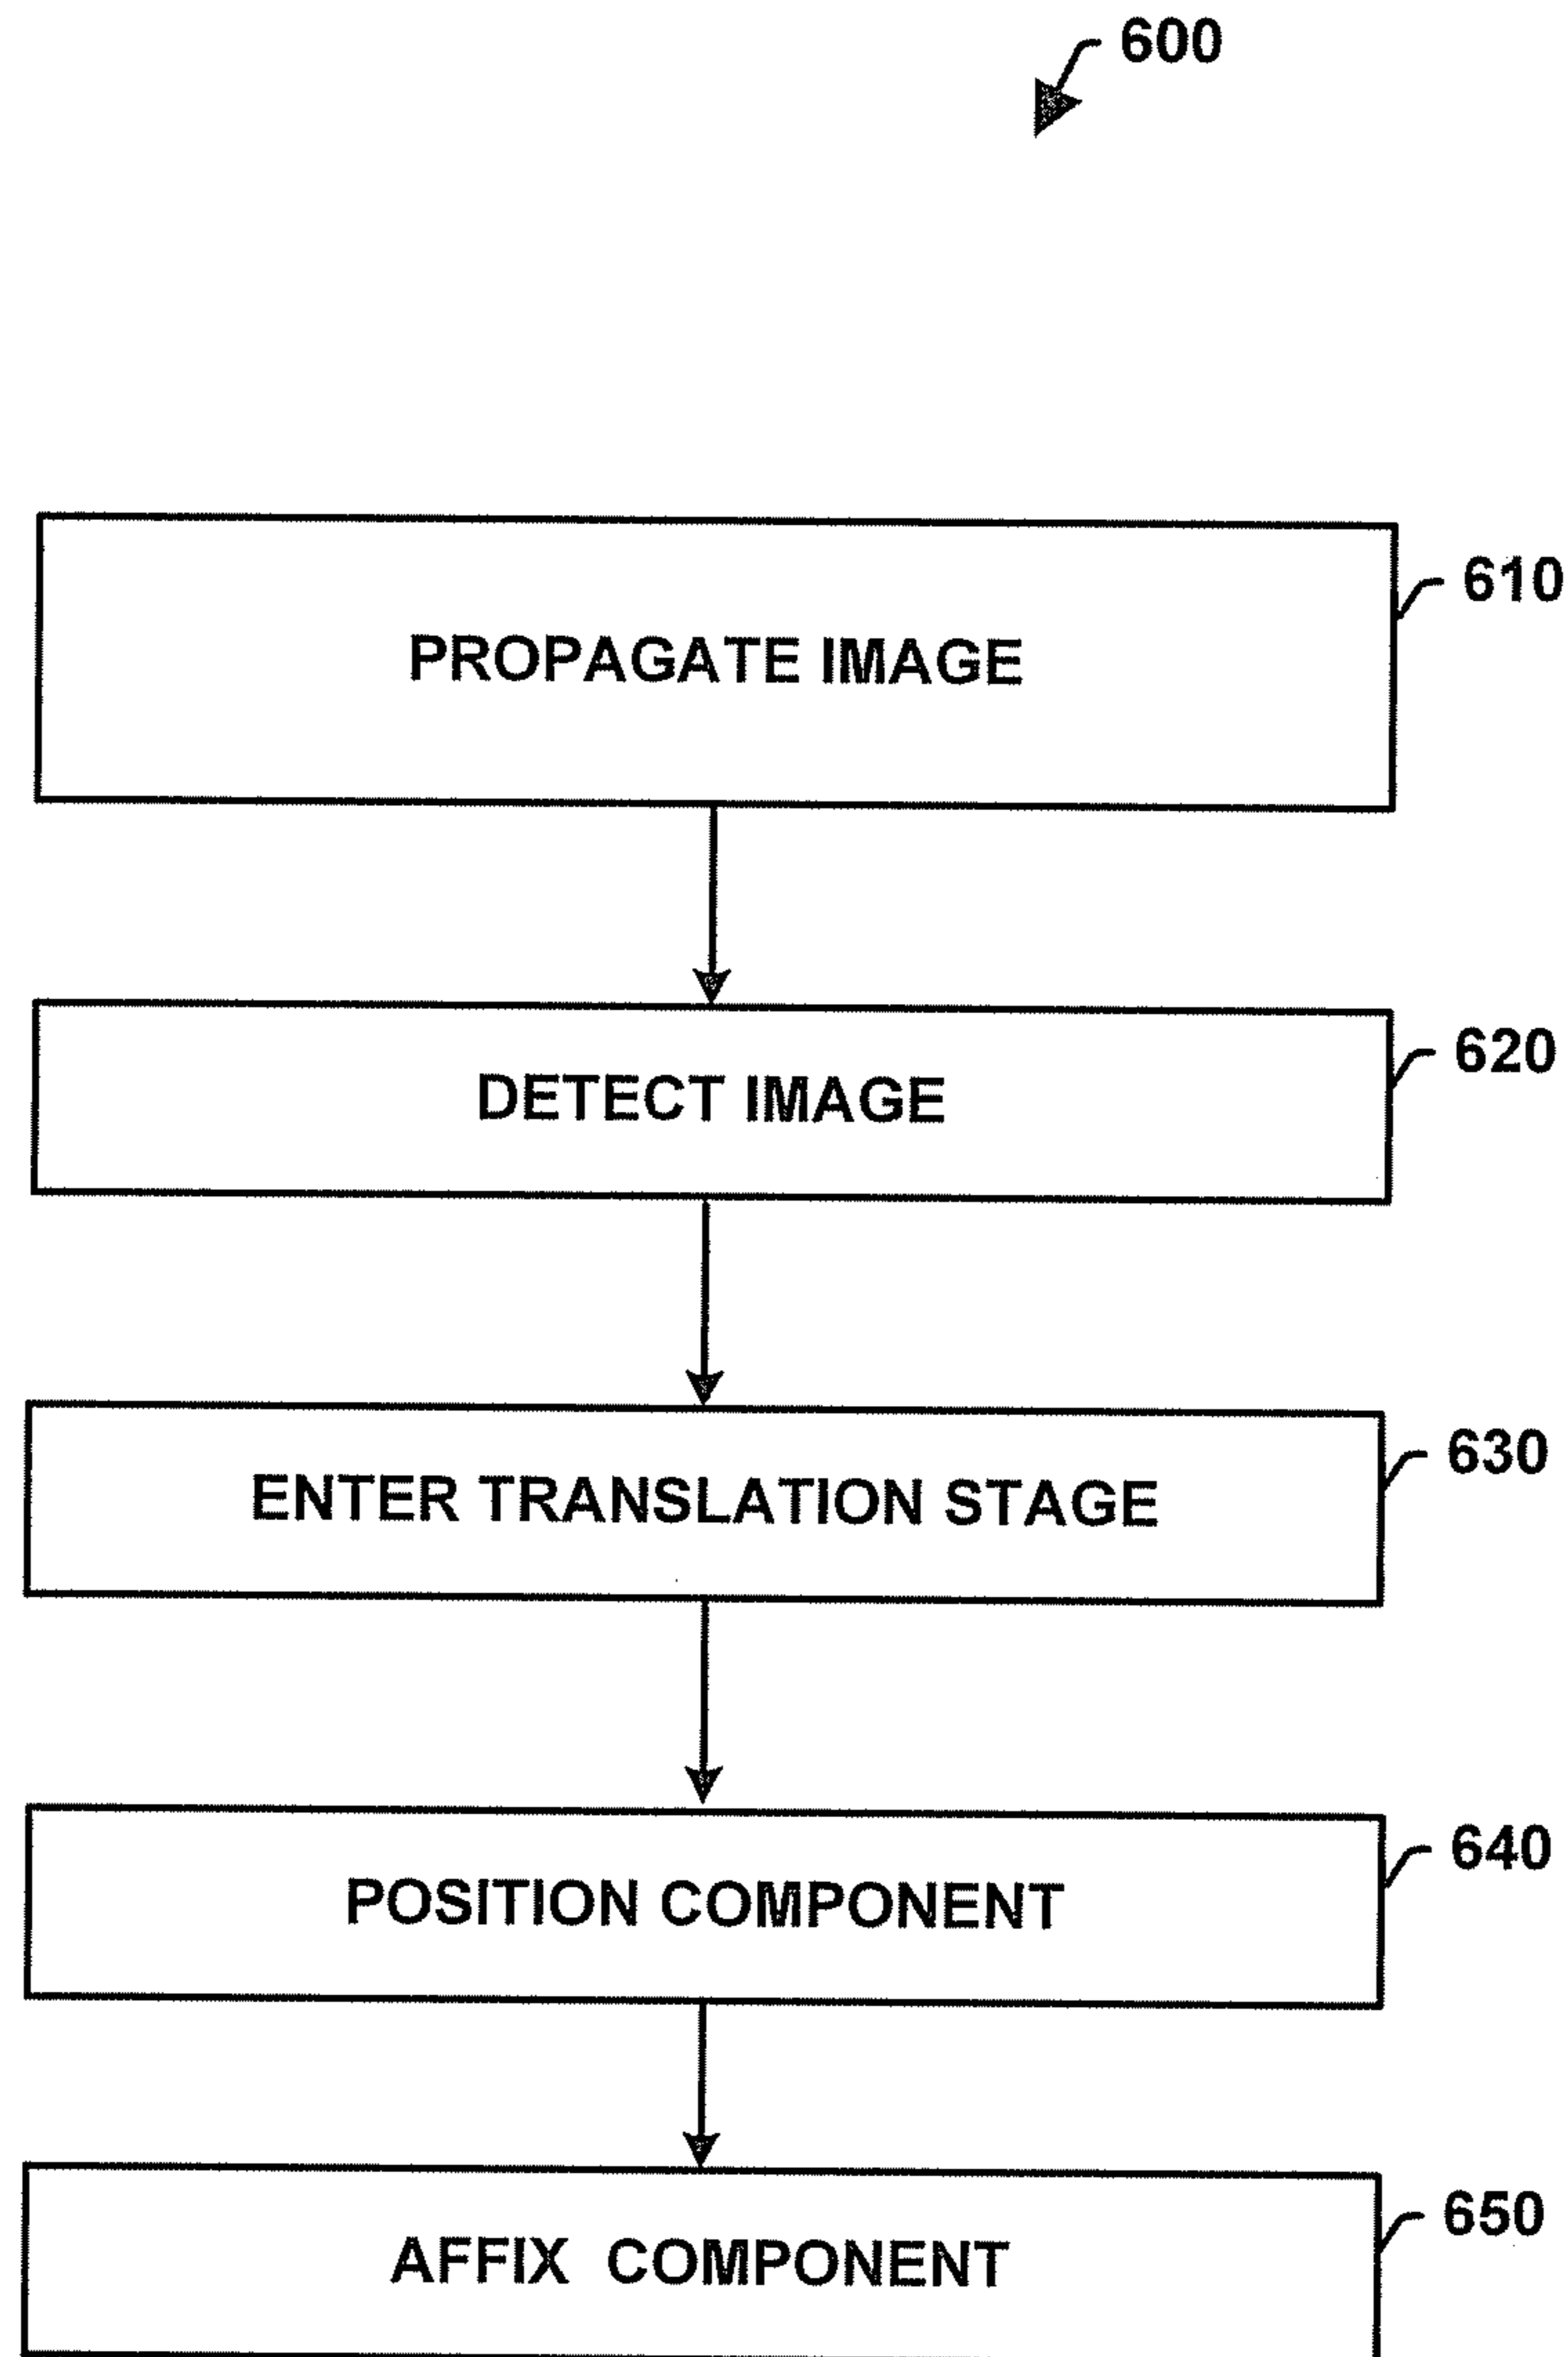 600
PROPAGATE IMAGE
610
DETECT IMAGE
620
ENTER TRANSLATION STAGE
630
POSITION COMPONENT
640
AFFIX COMPONENT
650